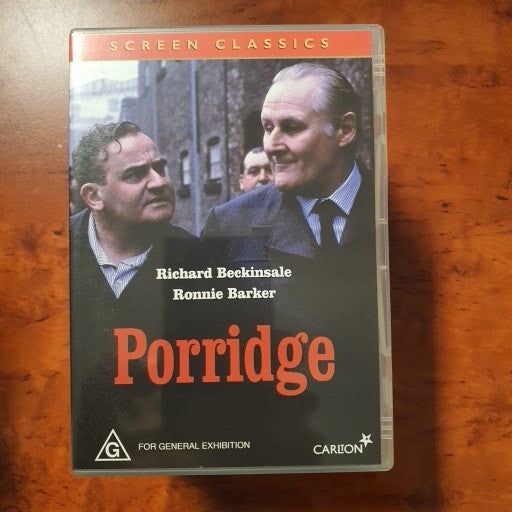 SCREEN CLASSICS
Richard Beckinsale
Ronnie Barker
Porridge
G FOR GENERAL EXHIBITION
CARLTON